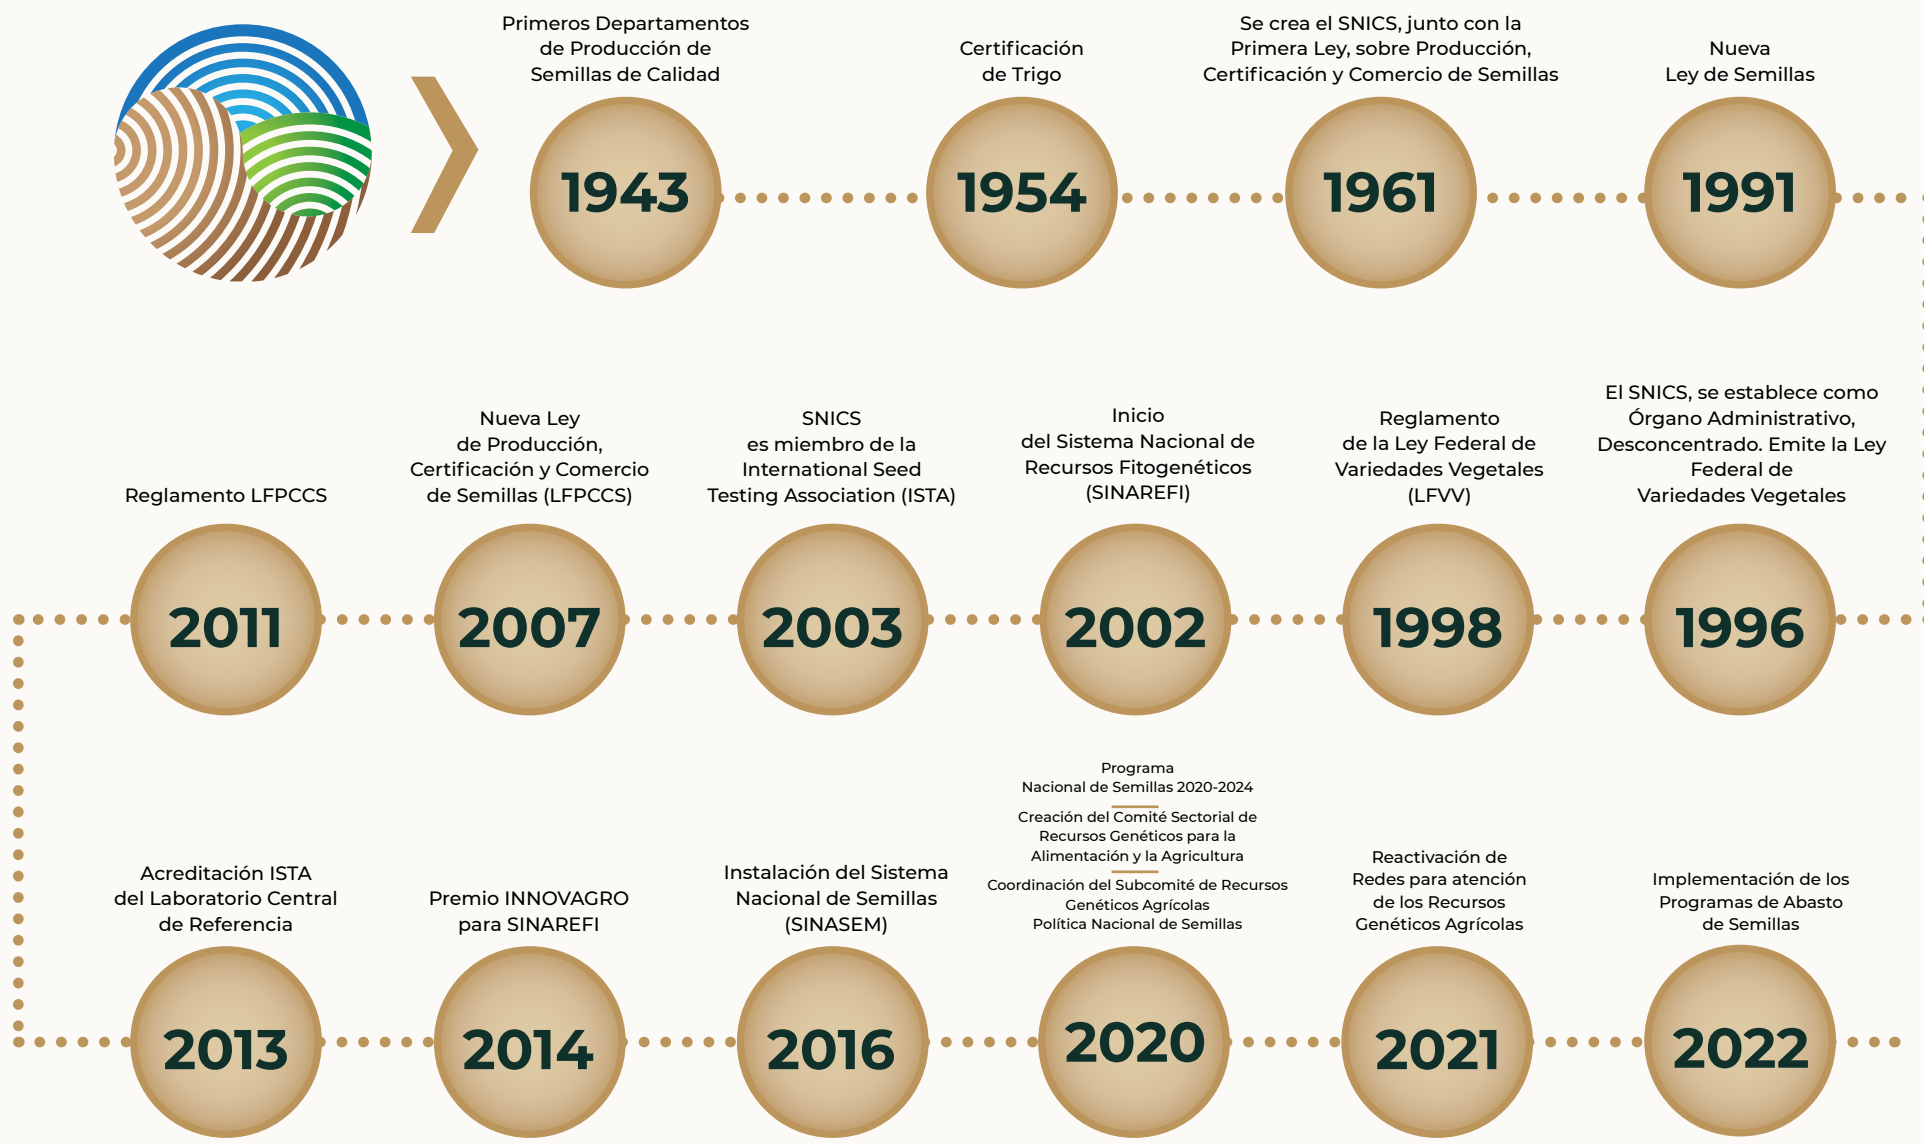 Primeros Departamentos
de Producción de
Semillas de Calidad
1943
Certificación
de Trigo
1954
Se crea el SNICS, junto con la
Primera Ley, sobre Producción,
Certificación y Comercio de Semillas
1961
Nueva
Ley de Semillas
1991
El SNICS, se establece como
Órgano Administrativo,
Desconcentrado. Emite la Ley
Federal de
Variedades Vegetales
1996
Reglamento
de la Ley Federal de
Variedades Vegetales
(LFVV)
1998
Inicio
del Sistema Nacional de
Recursos Fitogenéticos
(SINAREFI)
2002
SNICS
es miembro de la
International Seed
Testing Association (ISTA)
2003
Nueva Ley
de Producción,
Certificación y Comercio
de Semillas (LFPCCS)
2007
Reglamento LFPCCS
2011
Acreditación ISTA
del Laboratorio Central
de Referencia
2013
Premio INNOVAGRO
para SINAREFI
2014
Instalación del Sistema
Nacional de Semillas
(SINASEM)
2016
Programa
Nacional de Semillas 2020-2024
Creación del Comité Sectorial de
Recursos Genéticos para la
Alimentación y la Agricultura
Coordinación del Subcomité de Recursos
Genéticos Agrícolas
Política Nacional de Semillas
2020
Reactivación de
Redes para atención
de los Recursos
Genéticos Agrícolas
2021
Implementación de los
Programas de Abasto
de Semillas
2022